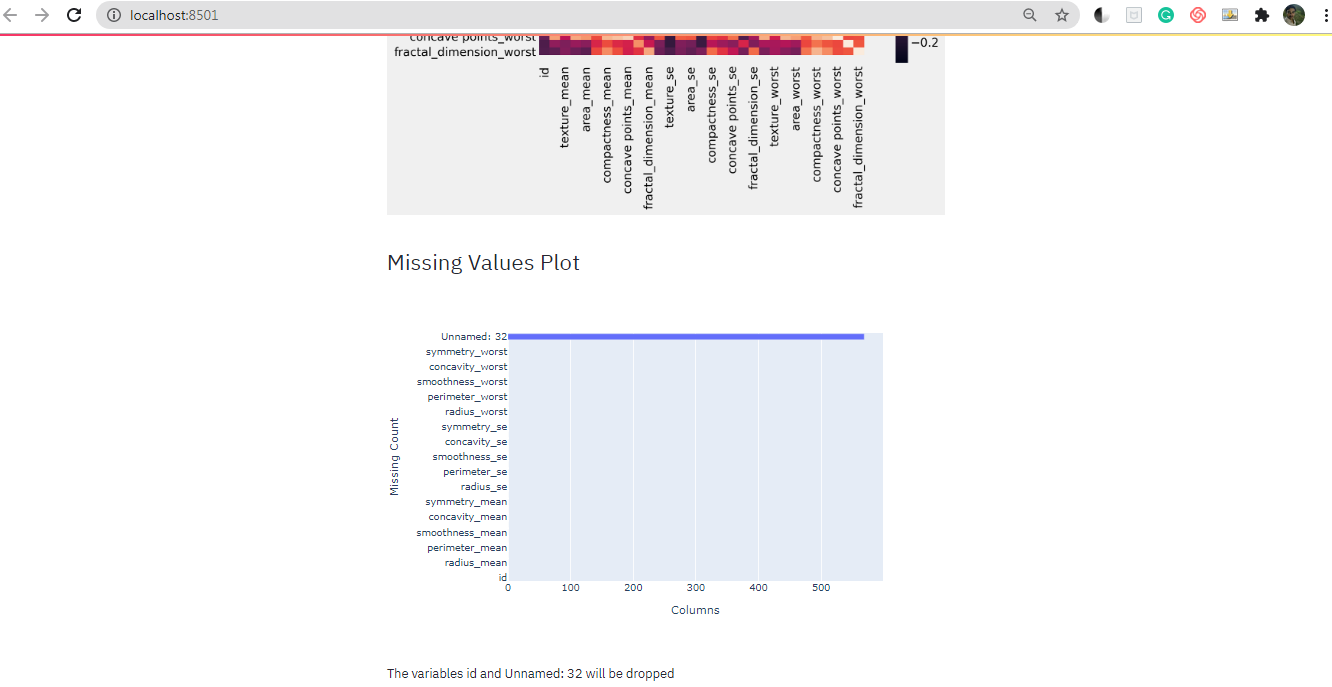 localhost:8501
concave points_worst
fractal_dimension_worst
−0.2
id
texture_mean
area_mean
compactness_mean
concave points_mean
fractal_dimension_mean
texture_se
area_se
compactness_se
concave points_se
fractal_dimension_se
texture_worst
area_worst
compactness_worst
concave points_worst
fractal_dimension_worst
Missing Values Plot
Unnamed: 32
symmetry_worst
concavity_worst
smoothness_worst
perimeter_worst
radius_worst
symmetry_se
concavity_se
smoothness_se
perimeter_se
radius_se
symmetry_mean
concavity_mean
smoothness_mean
perimeter_mean
radius_mean
id
Missing Count
0 100 200 300 400 500
Columns
The variables id and Unnamed: 32 will be dropped